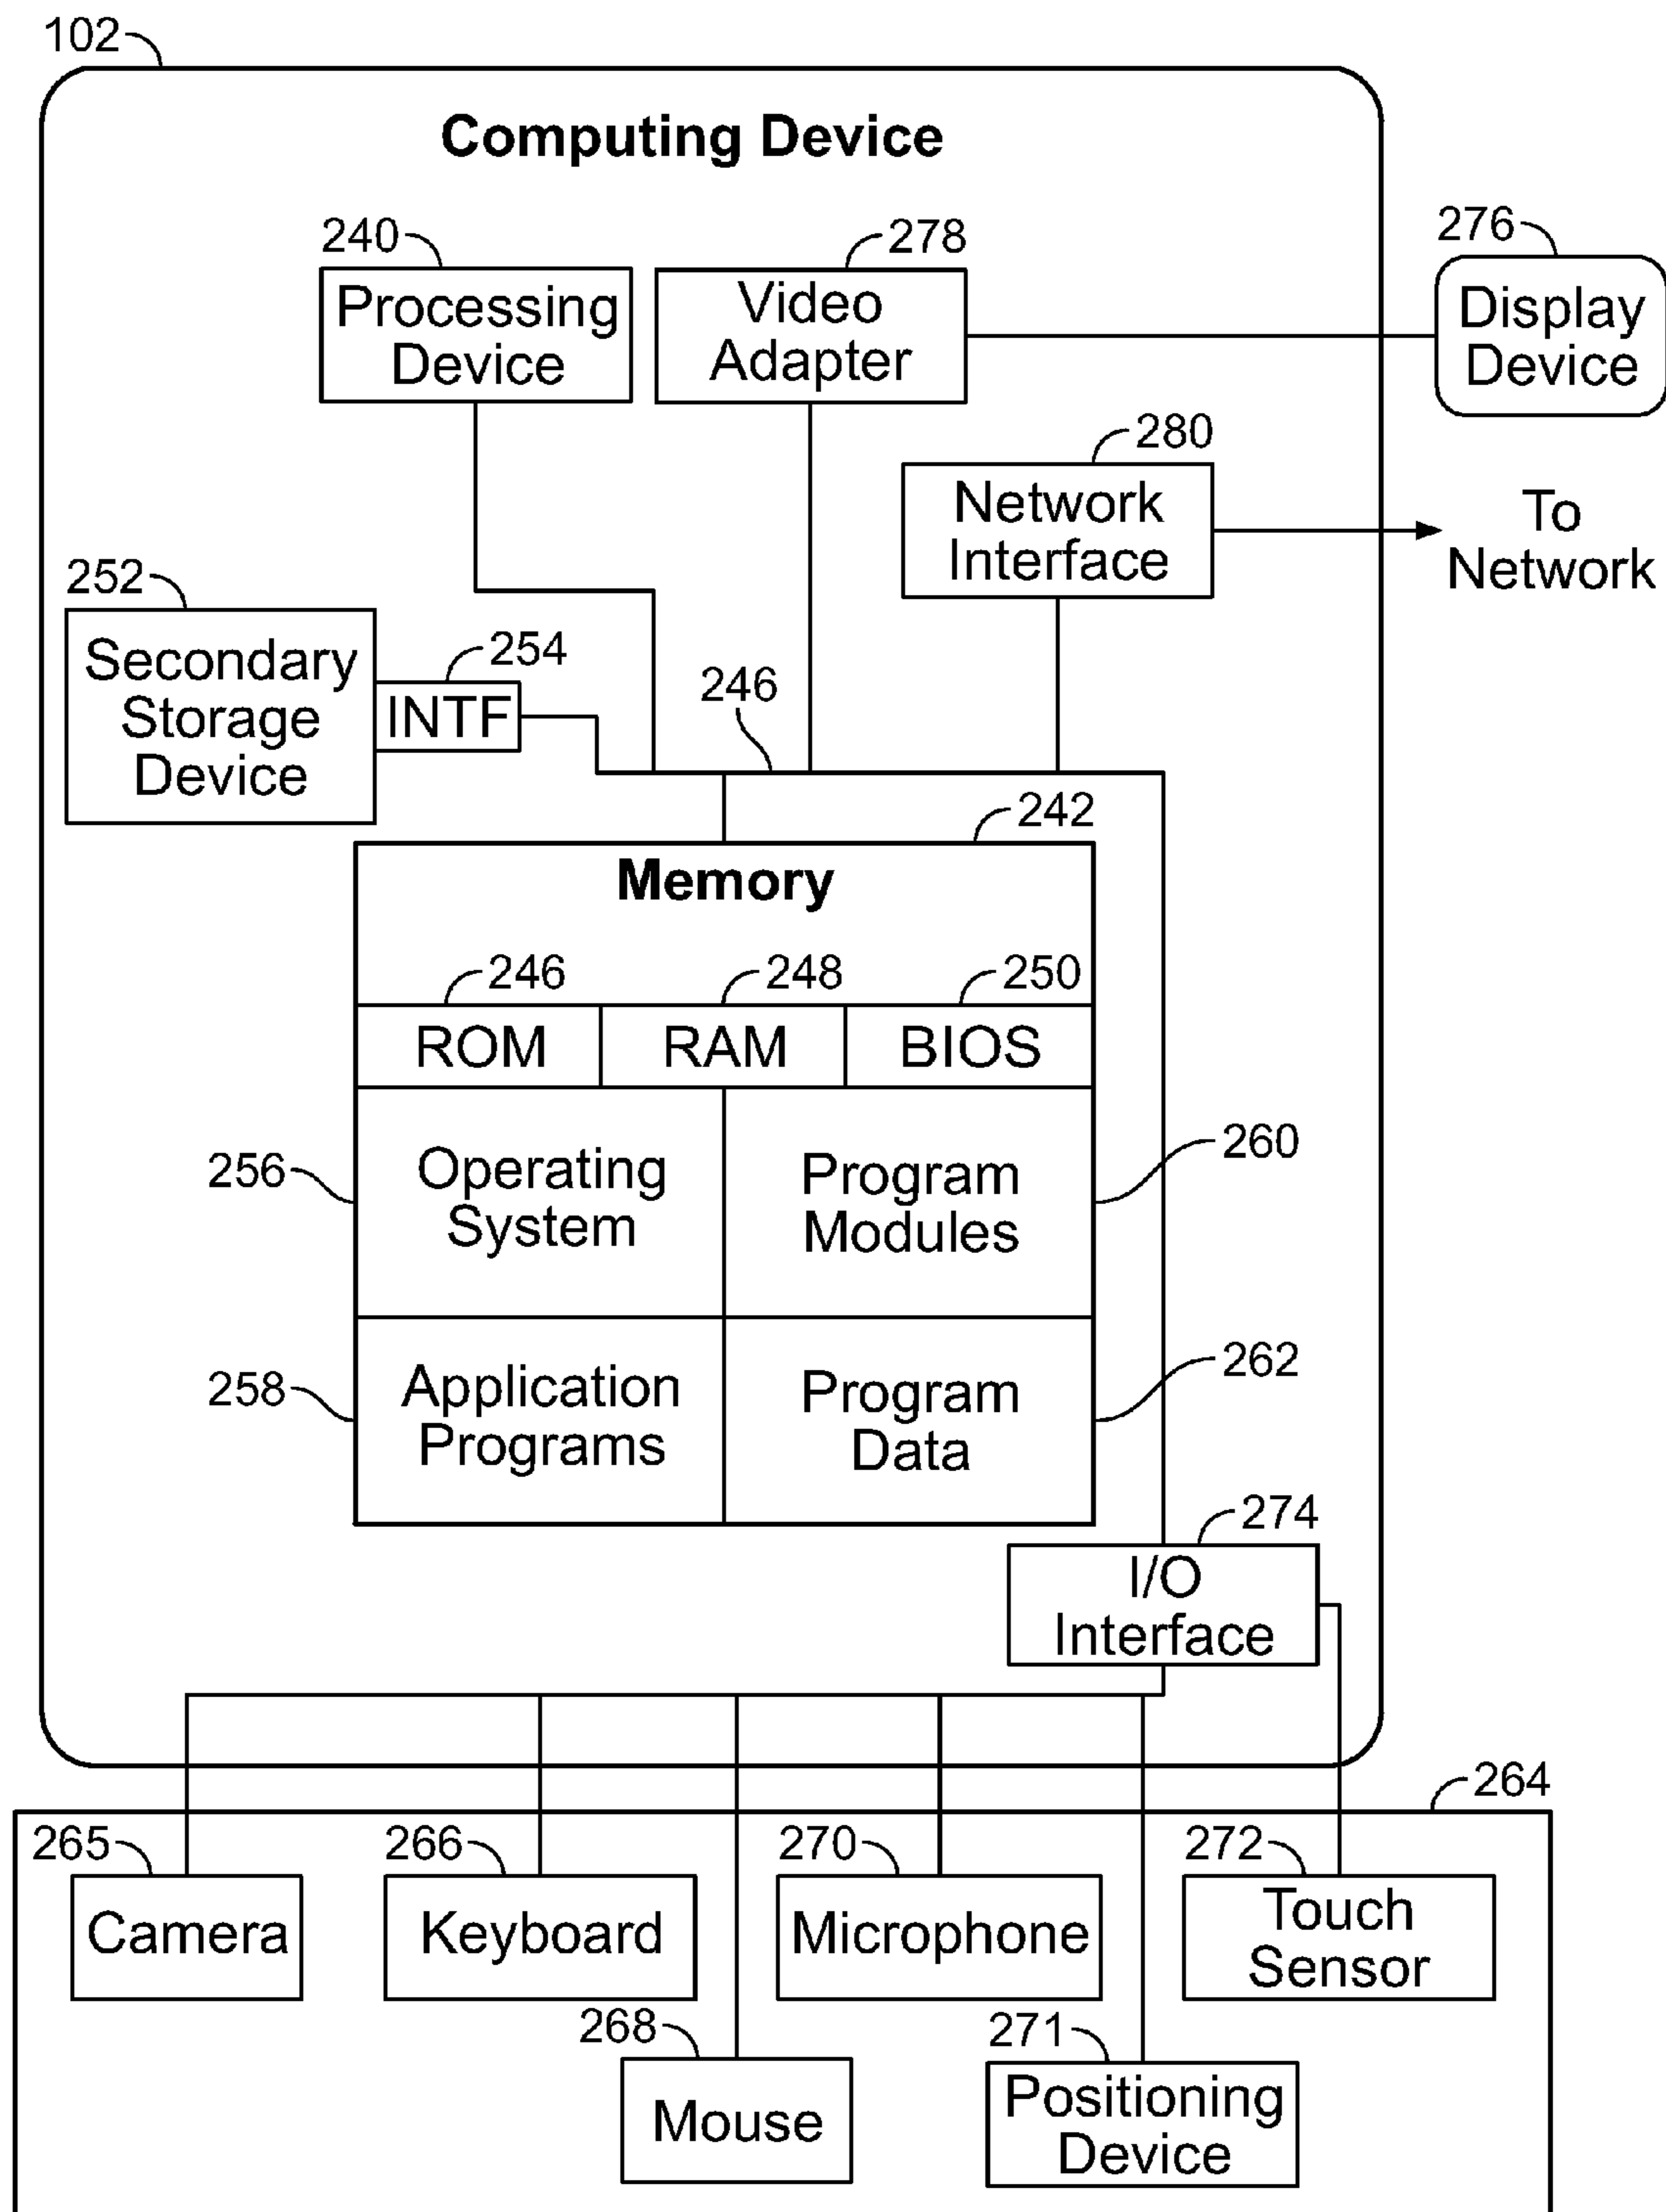 102
Computing Device
240
278
276
Processing
Device
Video
Adapter
Display
Device
280
Network
Interface
To
Network
252
Secondary
Storage
Device
254
INTF
246
242
Memory
246
248
250
ROM
RAM
BIOS
256
Operating
System
Program
Modules
260
258
Application
Programs
Program
Data
262
274
I/O
Interface
264
265
Camera
266
Keyboard
270
Microphone
272
Touch
Sensor
268
Mouse
271
Positioning
Device